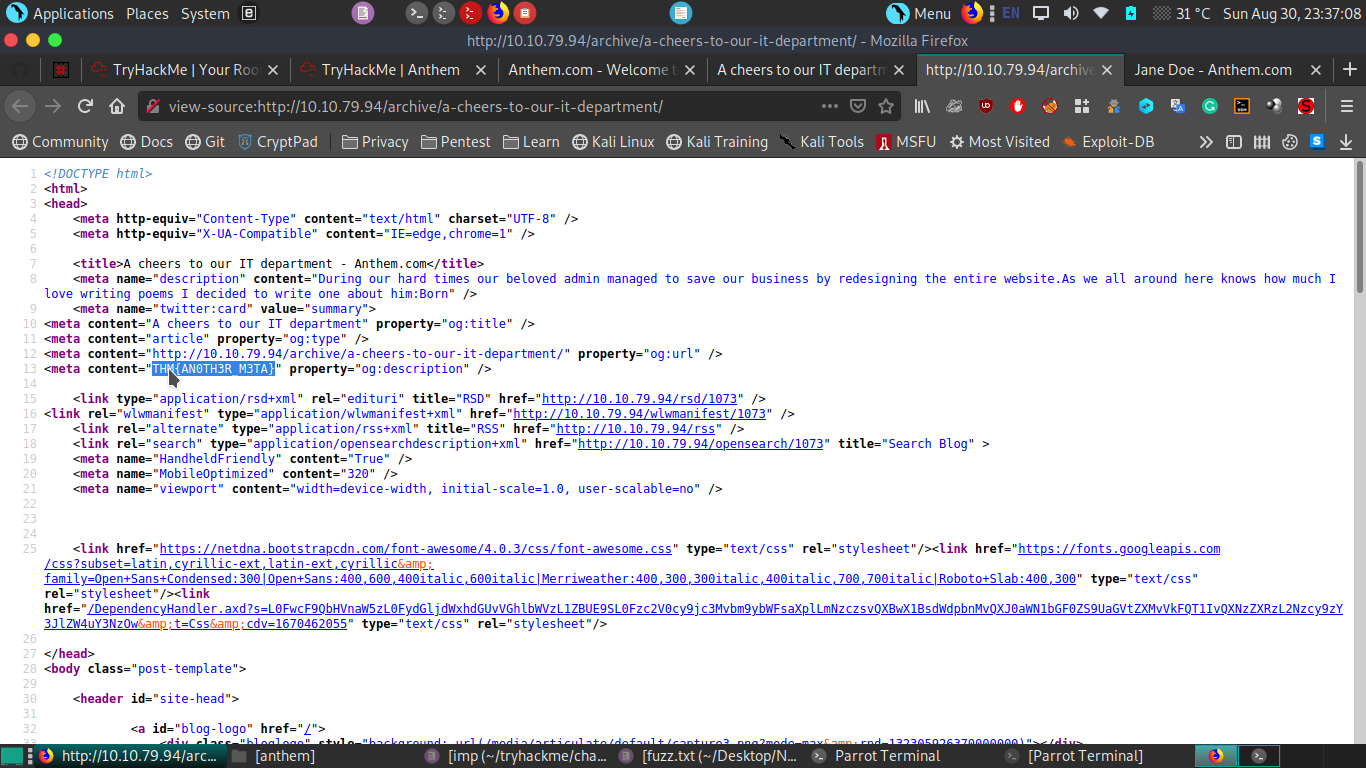 Applications Places System
Menu EN 31 °C Sun Aug 30, 23:37:08
http://10.10.79.94/archive/a-cheers-to-our-it-department/ - Mozilla Firefox
TryHackMe | Your Roo
TryHackMe | Anthem
Anthem.com - Welcome t
A cheers to our IT departm
http://10.10.79.94/archive
Jane Doe - Anthem.com
view-source:http://10.10.79.94/archive/a-cheers-to-our-it-department/
Community Docs Git CryptPad Privacy Pentest Learn Kali Linux Kali Training Kali Tools MSFU Most Visited Exploit-DB
1 <!DOCTYPE html>
2 <html>
3 <head>
4 <meta http-equiv="Content-Type" content="text/html" charset="UTF-8" />
5 <meta http-equiv="X-UA-Compatible" content="IE=edge,chrome=1" />
6
7 <title>A cheers to our IT department - Anthem.com</title>
8 <meta name="description" content="During our hard times our beloved admin managed to save our business by redesigning the entire website.As we all around here knows how much I
love writing poems I decided to write one about him:Born" />
9 <meta name="twitter:card" value="summary">
10 <meta content="A cheers to our IT department" property="og:title" />
11 <meta content="article" property="og:type" />
12 <meta content="http://10.10.79.94/archive/a-cheers-to-our-it-department/" property="og:url" />
13 <meta content="THM{AN0TH3R_M3TA}" property="og:description" />
14
15 <link type="application/rsd+xml" rel="edituri" title="RSD" href="http://10.10.79.94/rsd/1073" />
16 <link rel="wlwmanifest" type="application/wlwmanifest+xml" href="http://10.10.79.94/wlwmanifest/1073" />
17 <link rel="alternate" type="application/rss+xml" title="RSS" href="http://10.10.79.94/rss" />
18 <link rel="search" type="application/opensearchdescription+xml" href="http://10.10.79.94/opensearch/1073" title="Search Blog" >
19 <meta name="HandheldFriendly" content="True" />
20 <meta name="MobileOptimized" content="320" />
21 <meta name="viewport" content="width=device-width, initial-scale=1.0, user-scalable=no" />
22
23
24
25 <link href="https://netdna.bootstrapcdn.com/font-awesome/4.0.3/css/font-awesome.css" type="text/css" rel="stylesheet"/><link href="https://fonts.googleapis.com
/css?subset=latin,cyrillic-ext,latin-ext,cyrillic&amp;
family=Open+Sans+Condensed:300|Open+Sans:400,600,400italic,600italic|Merriweather:400,300,300italic,400italic,700,700italic|Roboto+Slab:400,300" type="text/css"
rel="stylesheet"/><link
href="/DependencyHandler.axd?s=L0FwcF9QbHVnaW5zL0FydGljdWxhdGUvVGhlbWVzL1ZBUE9SL0Fzc2V0cy9jc3Mvbm9ybWFsaXplLmNzczsvQXBwX1BsdWdpbnMvQXJ0aWN1bGF0ZS9UaGVtZXMvVkFQT1IvQXNzZXRzL2Nzcy9zY
3JlZW4uY3NzOw&amp;t=Css&amp;cdv=1670462055" type="text/css" rel="stylesheet"/>
26
27 </head>
28 <body class="post-template">
29
30 <header id="site-head">
31
32 <a id="blog-logo" href="/">
33 <div class="bloglogo" style="background: url(/media/articulate/default/capture3.png?mode=max&amp;rnd=132305926370000000)"></div>
http://10.10.79.94/arc...
[anthem]
[imp (~/tryhackme/cha...
[fuzz.txt (~/Desktop/N...
Parrot Terminal
[Parrot Terminal]